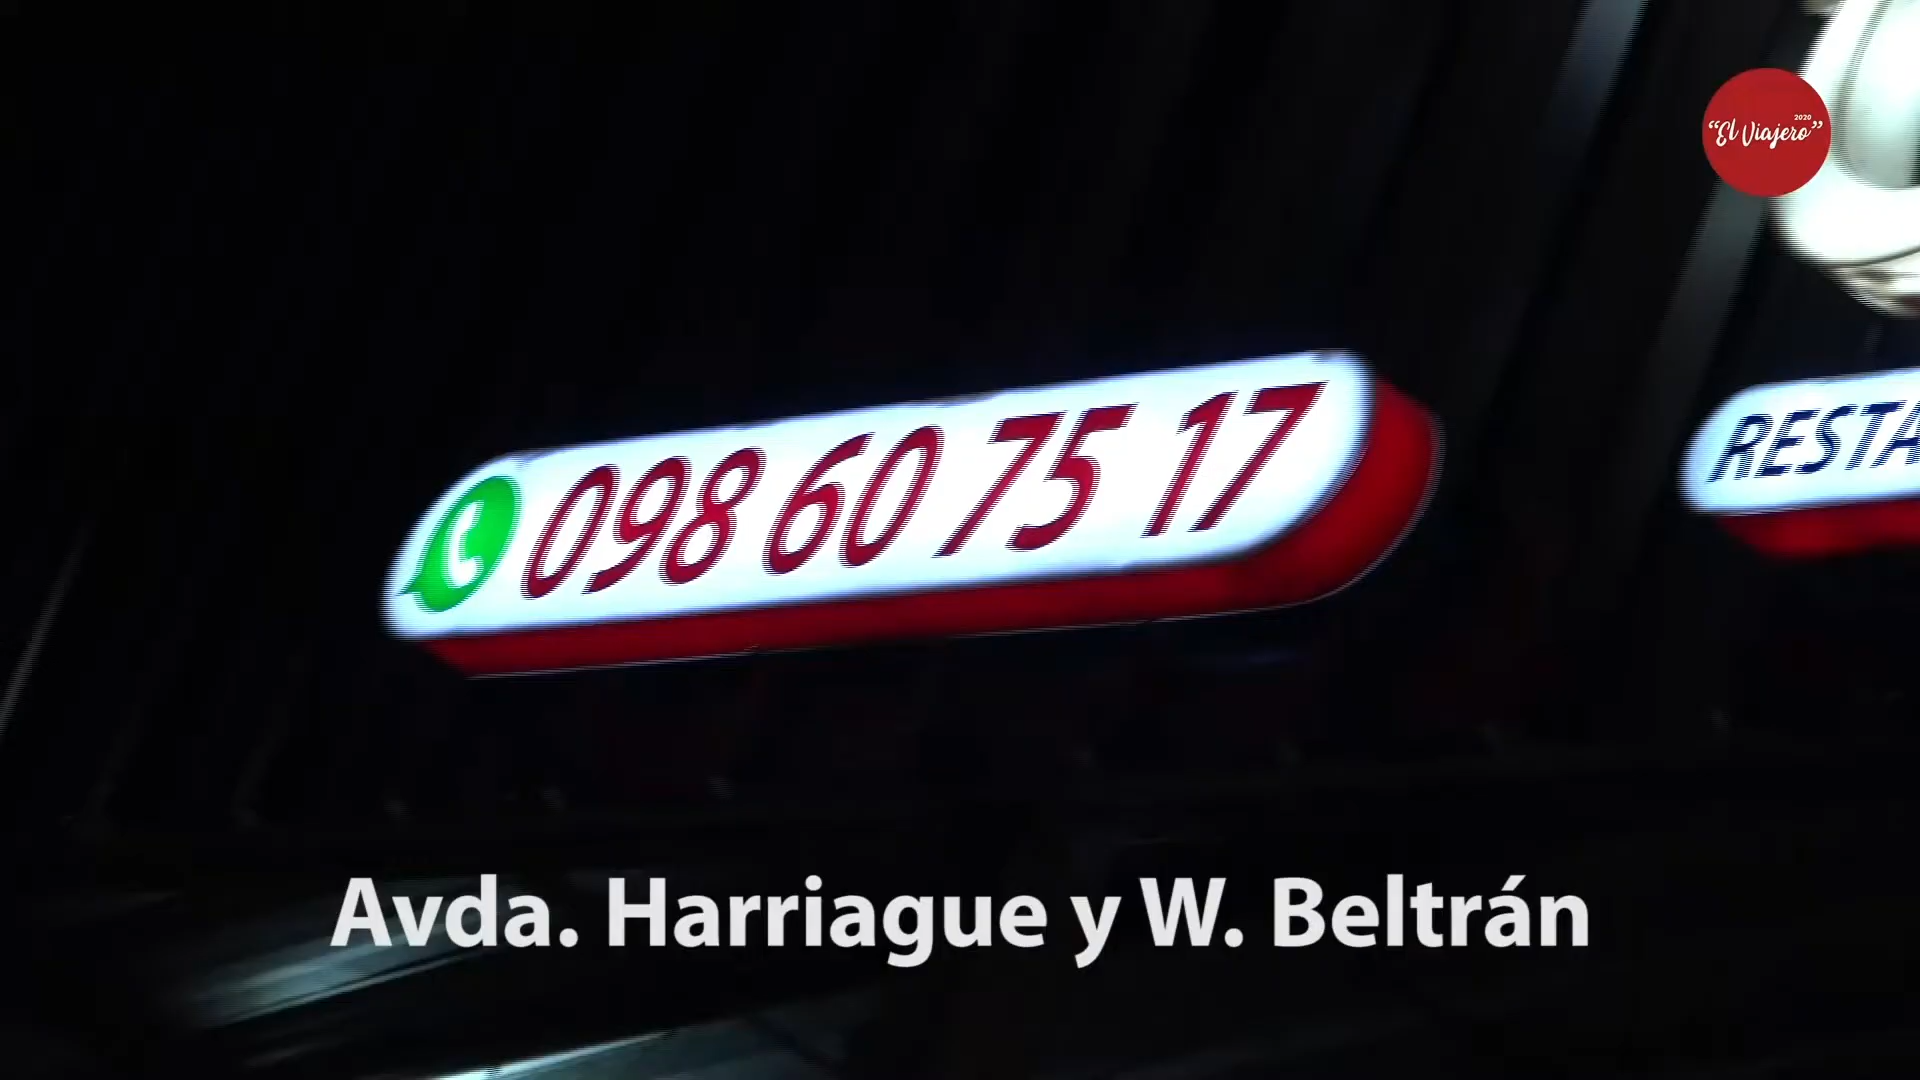 2020
“El Viajero”
098 60 75 17
RESTA
Avda. Harriague y W. Beltrán